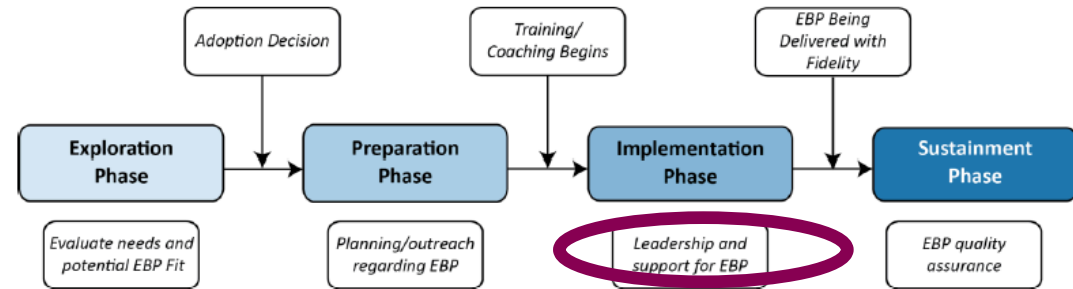 Adoption Decision
Training/
Coaching Begins
EBP Being
Delivered with
Fidelity
Exploration
Phase
Preparation
Phase
Implementation
Phase
Sustainment
Phase
Evaluate needs and
potential EBP Fit
Planning/outreach
regarding EBP
Leadership and
support for EBP
EBP quality
assurance